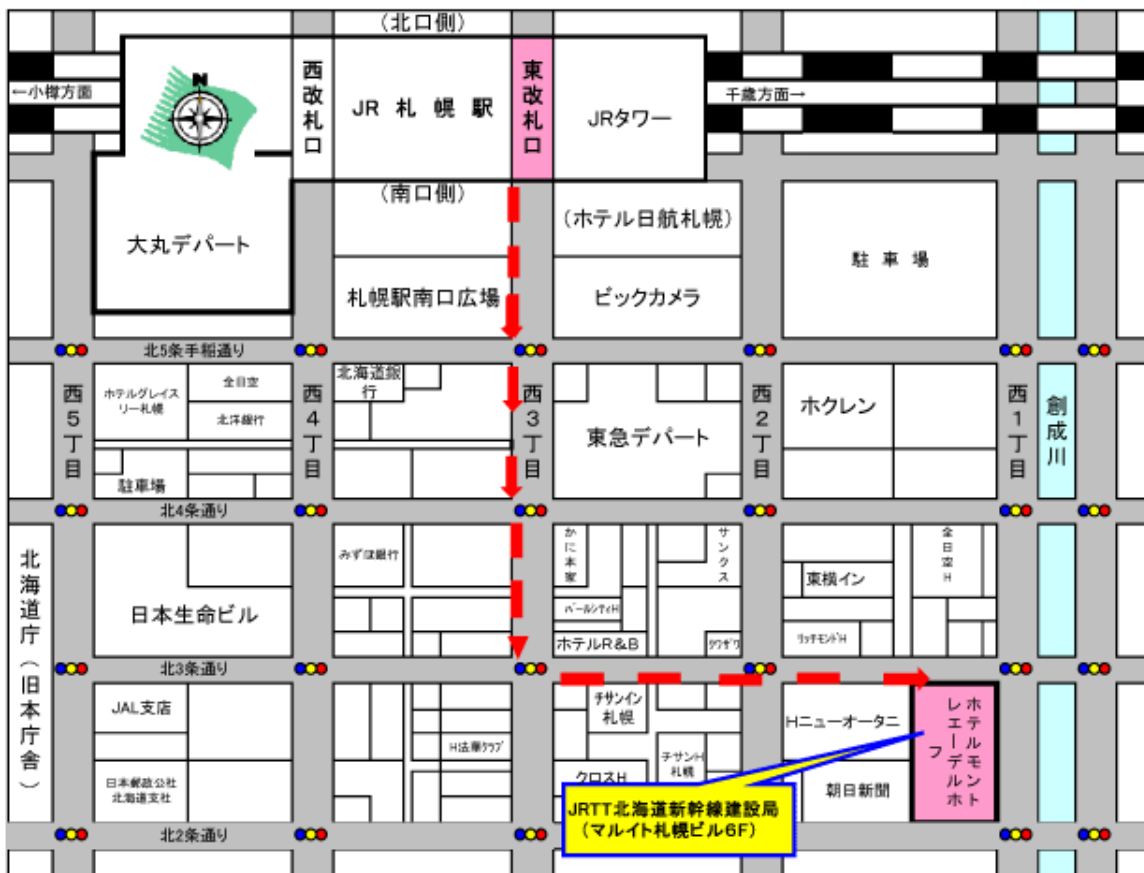 (北口側)
N
←小樽方面
西改札口
JR 札 幌 駅
東改札口
JRタワー
千歳方面→
(南口側)
大丸デパート
(ホテル日航札幌)
駐 車 場
札幌駅南口広場
ビックカメラ
北5条手稲通り
西5丁目
ホテルグレイス
リー札幌
全日空
北洋銀行
駐車場
西4丁目
北海道銀
行
西3丁目
東急デパート
西2丁目
ホクレン
西1丁目
創成川
北4条通り
北海道庁(旧本庁舎)
日本生命ビル
みずほ銀行
かに本家
パールシティH
ホテルR&B
サンクス
サワザワ
東横イン
リッチモンドH
全日空H
北3条通り
JAL支店
日本郵政公社
北海道支社
H法華クラブ
チサンイン
札幌
クロスH
チサンH
札幌
Hニューオータニ
朝日新聞
ホテルモント
レエーデルホ
フ
JRTT北海道新幹線建設局
(マルイト札幌ビル6F)
北2条通り